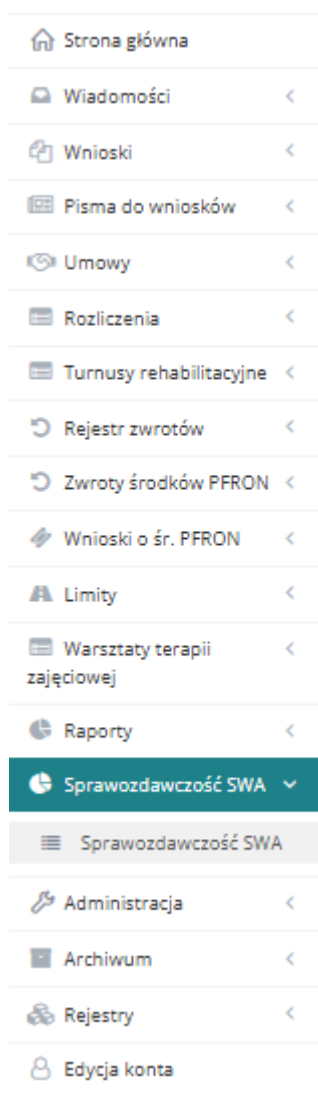 Strona główna
Wiadomości
Wnioski
Pisma do wniosków
Umowy
Rozliczenia
Turnusy rehabilitacyjne
Rejestr zwrotów
Zwroty środków PFRON
Wnioski o śr. PFRON
Limity
Warsztaty terapii
zajęciowej
Raporty
Sprawozdawczość SWA
Sprawozdawczość SWA
Administracja
Archiwum
Rejestry
Edycja konta